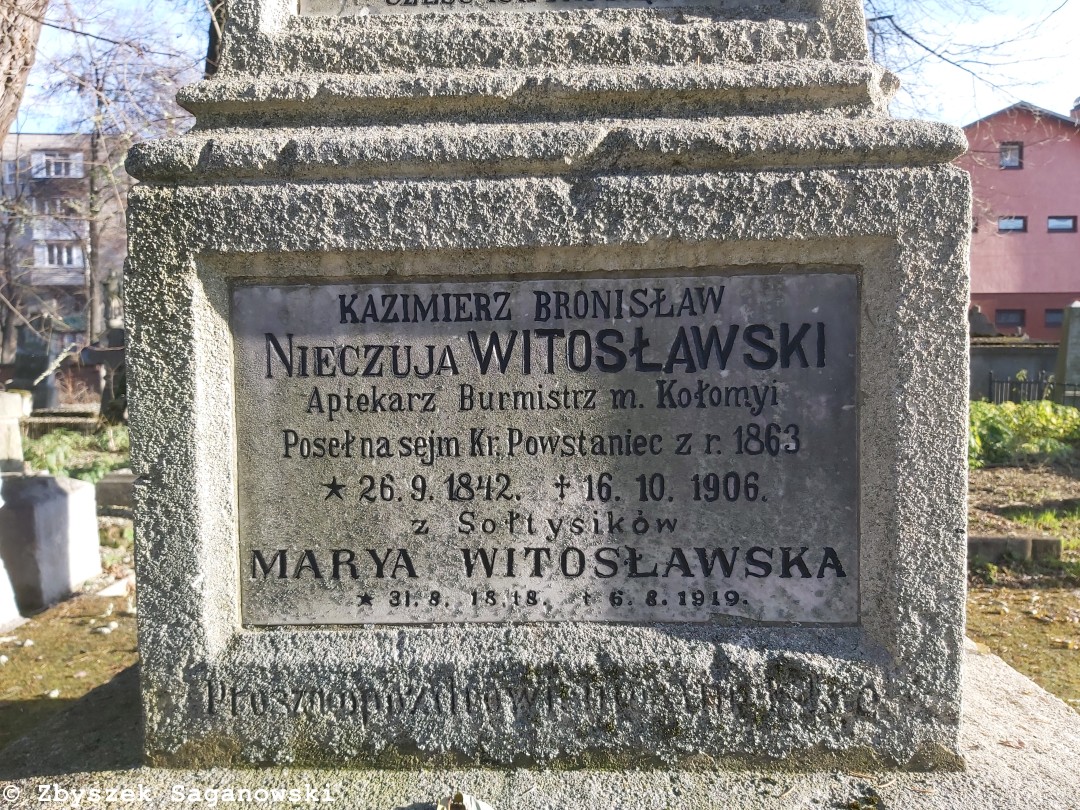 KAZIMIERZ BRONISŁAW
NIECZUJA WITOSŁAWSKI
Aptekarz Burmistrz m. Kołomyi
Poseł na sejm Kr. Powstaniec z r. 1863
★ 26. 9. 1842. † 16. 10. 1906.
z Sołtysików
MARYA WITOSŁAWSKA
★ 31. 8. 1848. † 6. 8. 1919.
© Zbyszek Saganowski